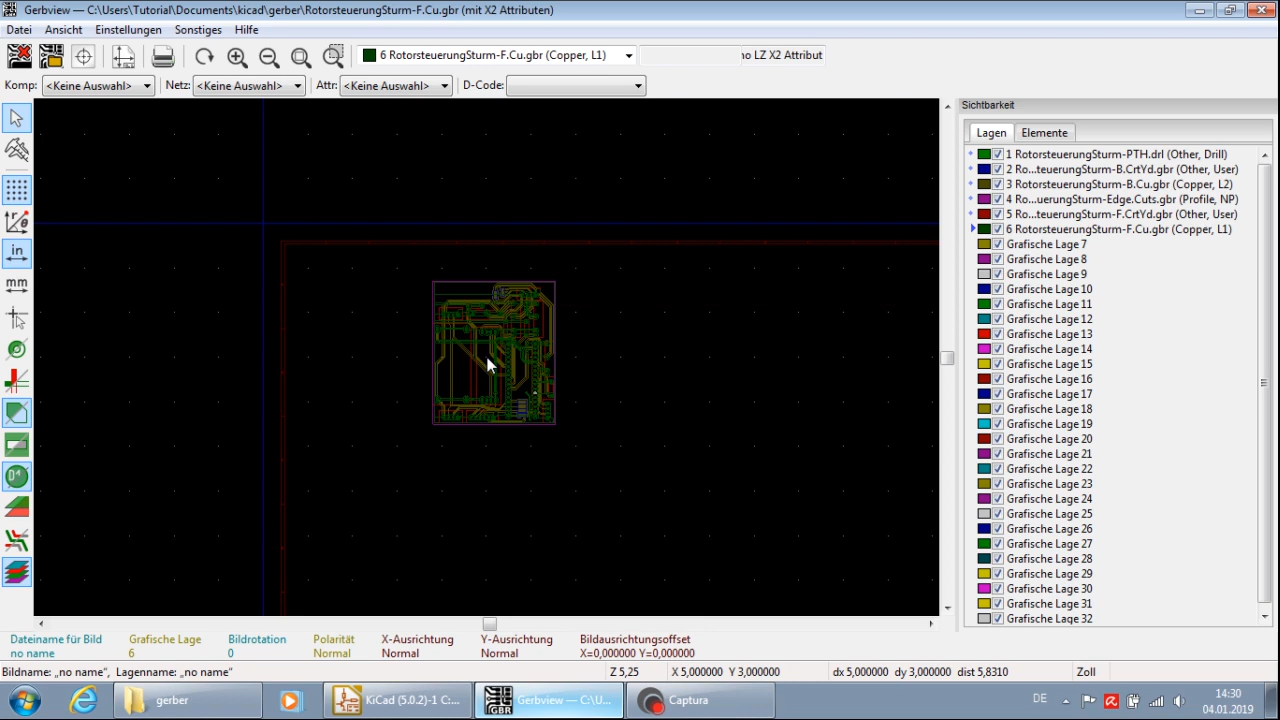 Gerbview — C:\Users\Tutorial\Documents\kicad\gerber\RotorsteuerungSturm-F.Cu.gbr (mit X2 Attributen)
Datei Ansicht Einstellungen Sonstiges Hilfe
6 RotorsteuerungSturm-F.Cu.gbr (Copper, L1) no LZ X2 Attribut
Komp: <Keine Auswahl> Netz: <Keine Auswahl> Attr: <Keine Auswahl> D-Code:
Sichtbarkeit
Lagen Elemente
1 RotorsteuerungSturm-PTH.drl (Other, Drill)
2 Ro...teuerungSturm-B.CrtYd.gbr (Other, User)
3 RotorsteuerungSturm-B.Cu.gbr (Copper, L2)
4 Ro...uerungSturm-Edge.Cuts.gbr (Profile, NP)
5 Ro...teuerungSturm-F.CrtYd.gbr (Other, User)
6 RotorsteuerungSturm-F.Cu.gbr (Copper, L1)
Grafische Lage 7
Grafische Lage 8
Grafische Lage 9
Grafische Lage 10
Grafische Lage 11
Grafische Lage 12
Grafische Lage 13
Grafische Lage 14
Grafische Lage 15
Grafische Lage 16
Grafische Lage 17
Grafische Lage 18
Grafische Lage 19
Grafische Lage 20
Grafische Lage 21
Grafische Lage 22
Grafische Lage 23
Grafische Lage 24
Grafische Lage 25
Grafische Lage 26
Grafische Lage 27
Grafische Lage 28
Grafische Lage 29
Grafische Lage 30
Grafische Lage 31
Grafische Lage 32
in
mm
Dateiname für Bild Grafische Lage Bildrotation Polarität X-Ausrichtung Y-Ausrichtung Bildausrichtungsoffset
no name 6 0 Normal Normal Normal X=0,000000 Y=0,000000
Bildname: „no name“ Lagenname: „no name“ Z 5,25 X 5,000000 Y 3,000000 dx 5,000000 dy 3,000000 dist 5,8310 Zoll
gerber KiCad (5.0.2)-1 C:... GBR Gerbview — C:\U... Captura DE 14:30
04.01.2019